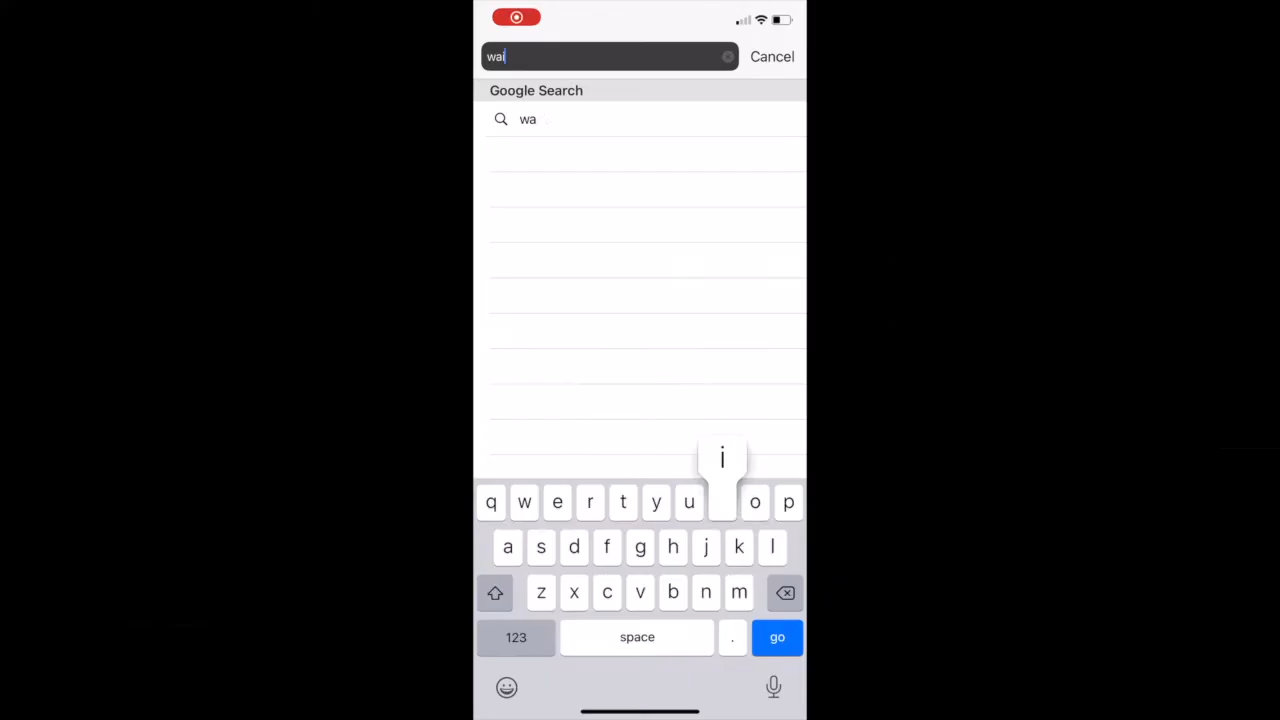 wai
Cancel
Google Search
wa
i
q w e r t y u o p
a s d f g h j k l
z x c v b n m
123 space . go